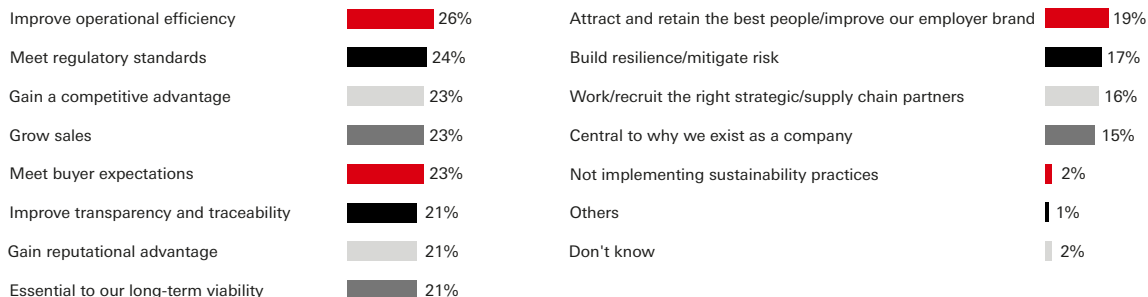 Improve operational efficiency 26%
Meet regulatory standards 24%
Gain a competitive advantage 23%
Grow sales 23%
Meet buyer expectations 23%
Improve transparency and traceability 21%
Gain reputational advantage 21%
Essential to our long-term viability 21%
Attract and retain the best people/improve our employer brand 19%
Build resilience/mitigate risk 17%
Work/recruit the right strategic/supply chain partners 16%
Central to why we exist as a company 15%
Not implementing sustainability practices 2%
Others 1%
Don't know 2%